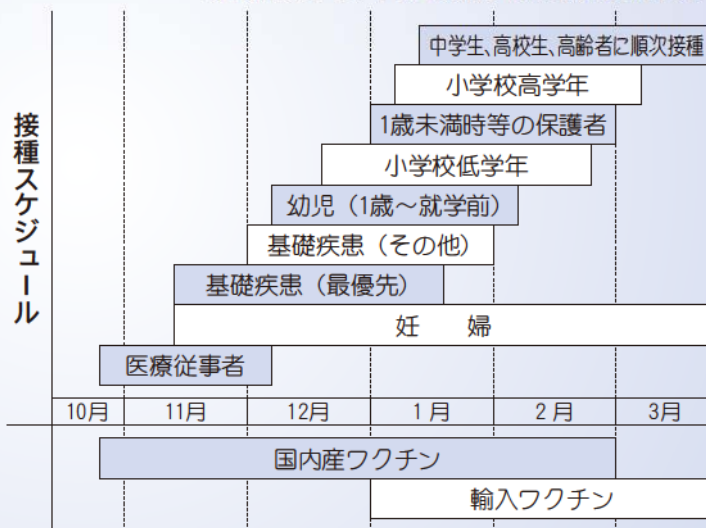 接種スケジュール
中学生、高校生、高齢者に順次接種
小学校高学年
1歳未満時等の保護者
小学校低学年
幼児（1歳～就学前）
基礎疾患（その他）
基礎疾患（最優先）
妊　婦
医療従事者
10月 11月 12月 1月 2月 3月
国内産ワクチン
輸入ワクチン